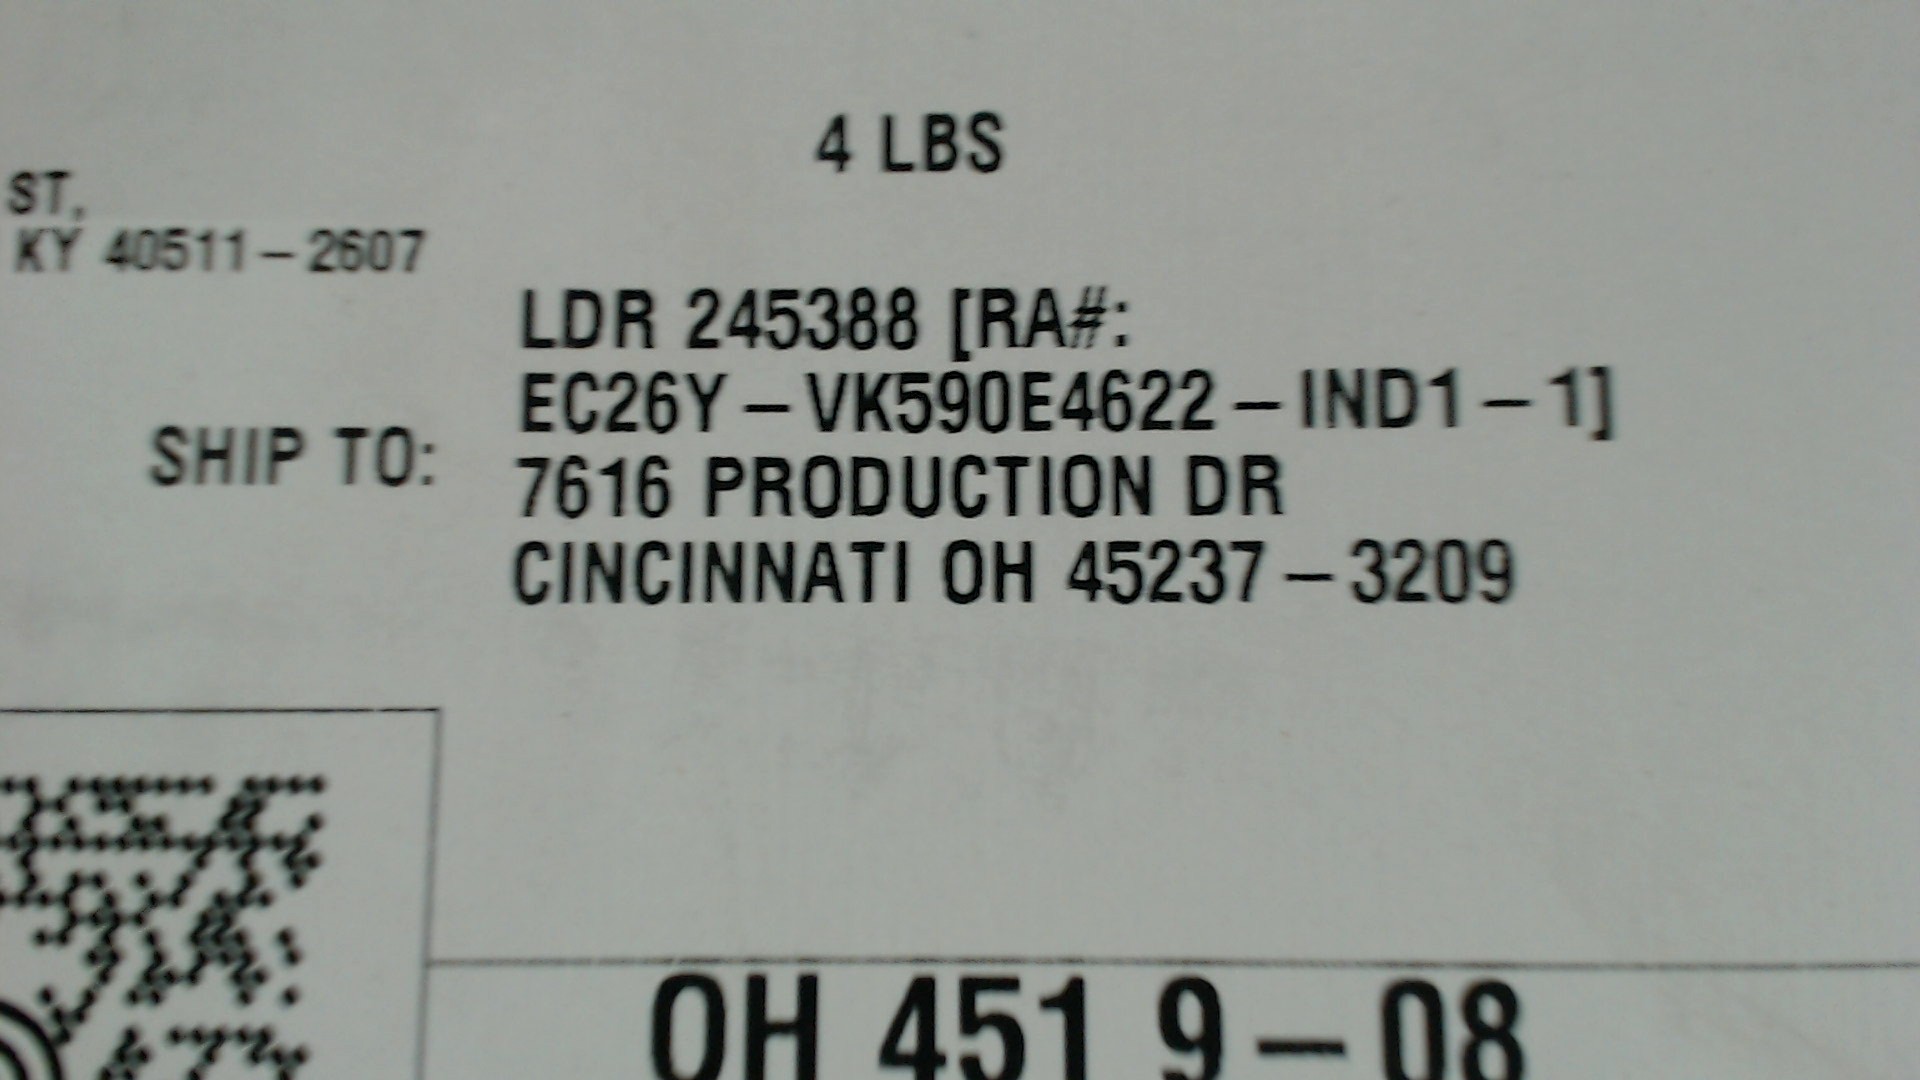 4 LBS
ST,
KY 40511-2607
LDR 245388 [RA#:
EC26Y-VK590E4622-IND1-1]
SHIP TO:
7616 PRODUCTION DR
CINCINNATI OH 45237-3209
OH 451 9-08